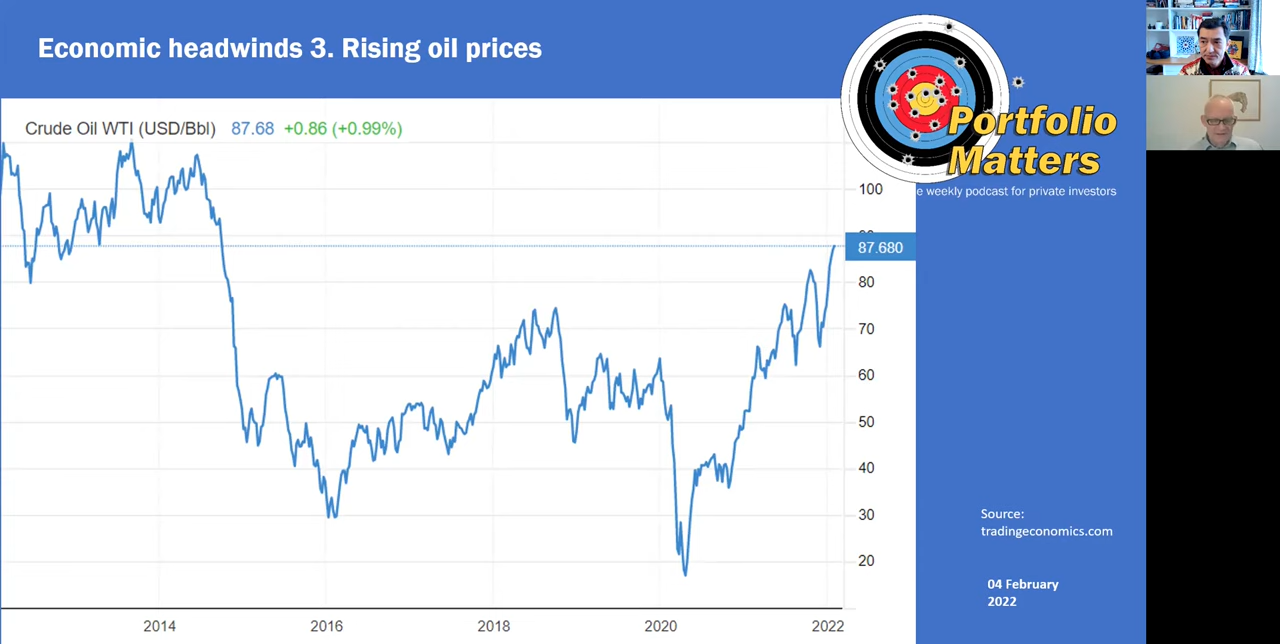 Economic headwinds 3. Rising oil prices
Crude Oil WTI (USD/Bbl) 87.68 +0.86 (+0.99%)
Portfolio
Matters
e weekly podcast for private investors
100
87.680
80
70
60
50
40
30
20
2014 2016 2018 2020 2022
Source:
tradingeconomics.com
04 February
2022